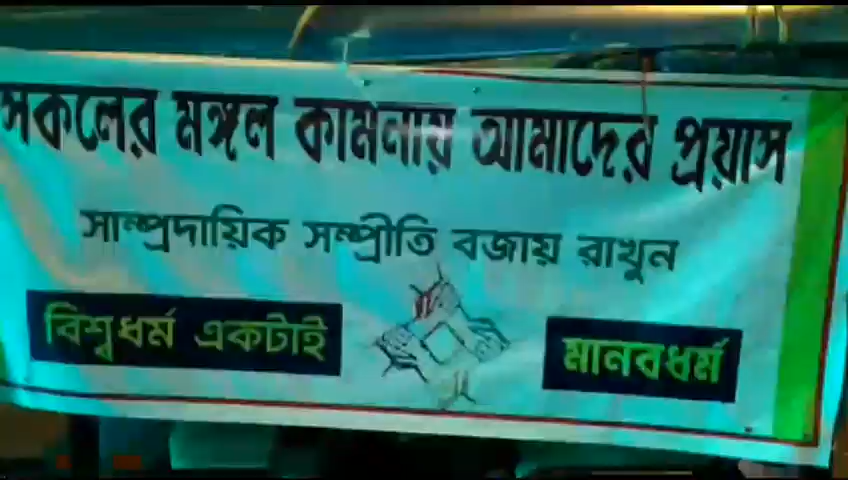 সকলের মঙ্গল কামনায় আমাদের প্রয়াস
সাম্প্রদায়িক সম্প্রীতি বজায় রাখুন
বিশ্বধর্ম একটাই মানবধর্ম